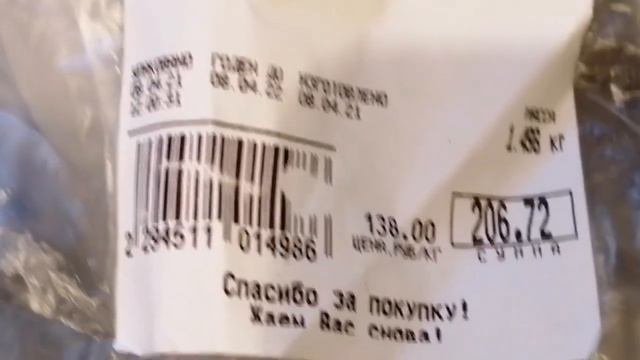 УПАКОВАНО ГОДЕН ДО ИЗГОТОВЛЕНО
08.04.21 08.04.22 08.04.21
МАССА
1.498 КГ
2 294511 014986
138.00
ЦЕНА,РУБ/КГ
206.72
СУММА
Спасибо за покупку!
Ждем Вас снова!